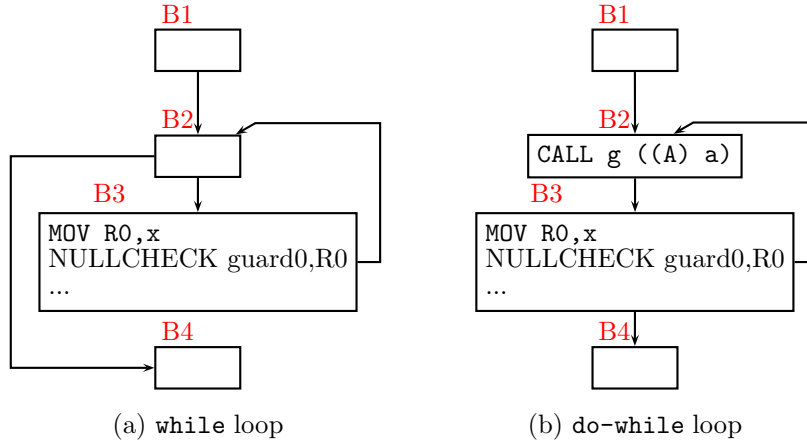 B1
B2
B3
MOV R0,x
NULLCHECK guard0,R0
...
B4
(a) while loop
B1
B2
CALL g ((A) a)
B3
MOV R0,x
NULLCHECK guard0,R0
...
B4
(b) do-while loop